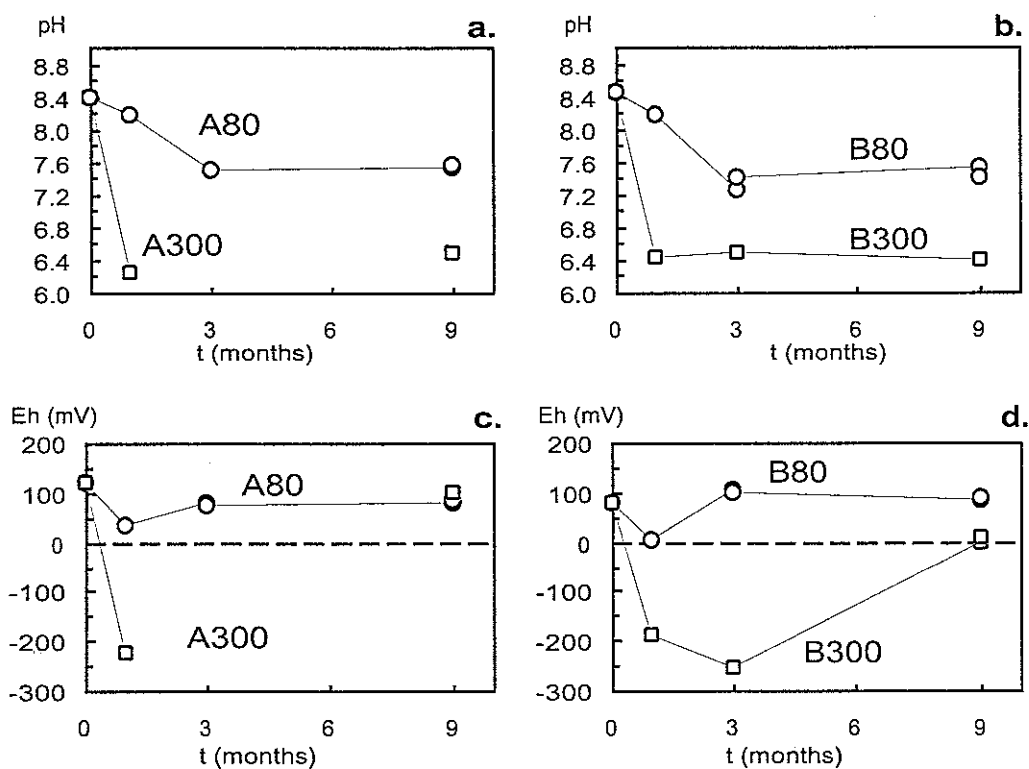 pH
a.
8.8
8.4
8.0
7.6
7.2
6.8
6.4
6.0
A80
A300
0 3 6 9
t (months)
pH
b.
8.8
8.4
8.0
7.6
7.2
6.8
6.4
6.0
B80
B300
0 3 6 9
t (months)
Eh (mV)
c.
200
100
0
-100
-200
-300
A80
A300
0 3 6 9
t (months)
Eh (mV)
d.
200
100
0
-100
-200
-300
B80
B300
0 3 6 9
t (months)